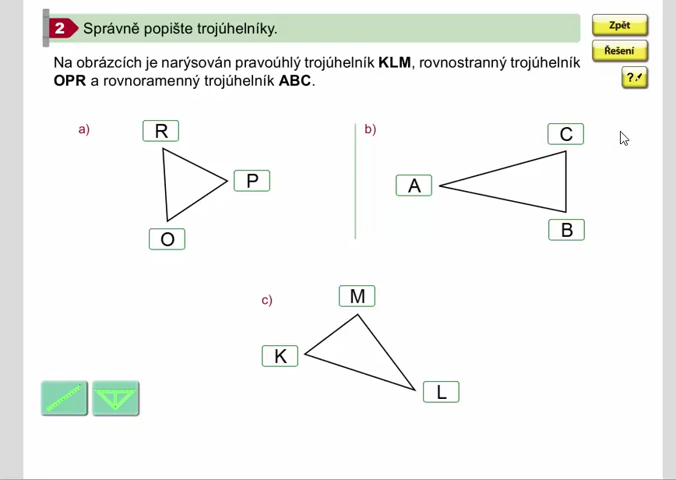 2 Správně popište trojúhelníky.
Zpět
Řešení
?
Na obrázcích je narýsován pravoúhlý trojúhelník KLM, rovnostranný trojúhelník
OPR a rovnoramenný trojúhelník ABC.
a)
R
P
O
b)
C
A
B
c)
M
K
L